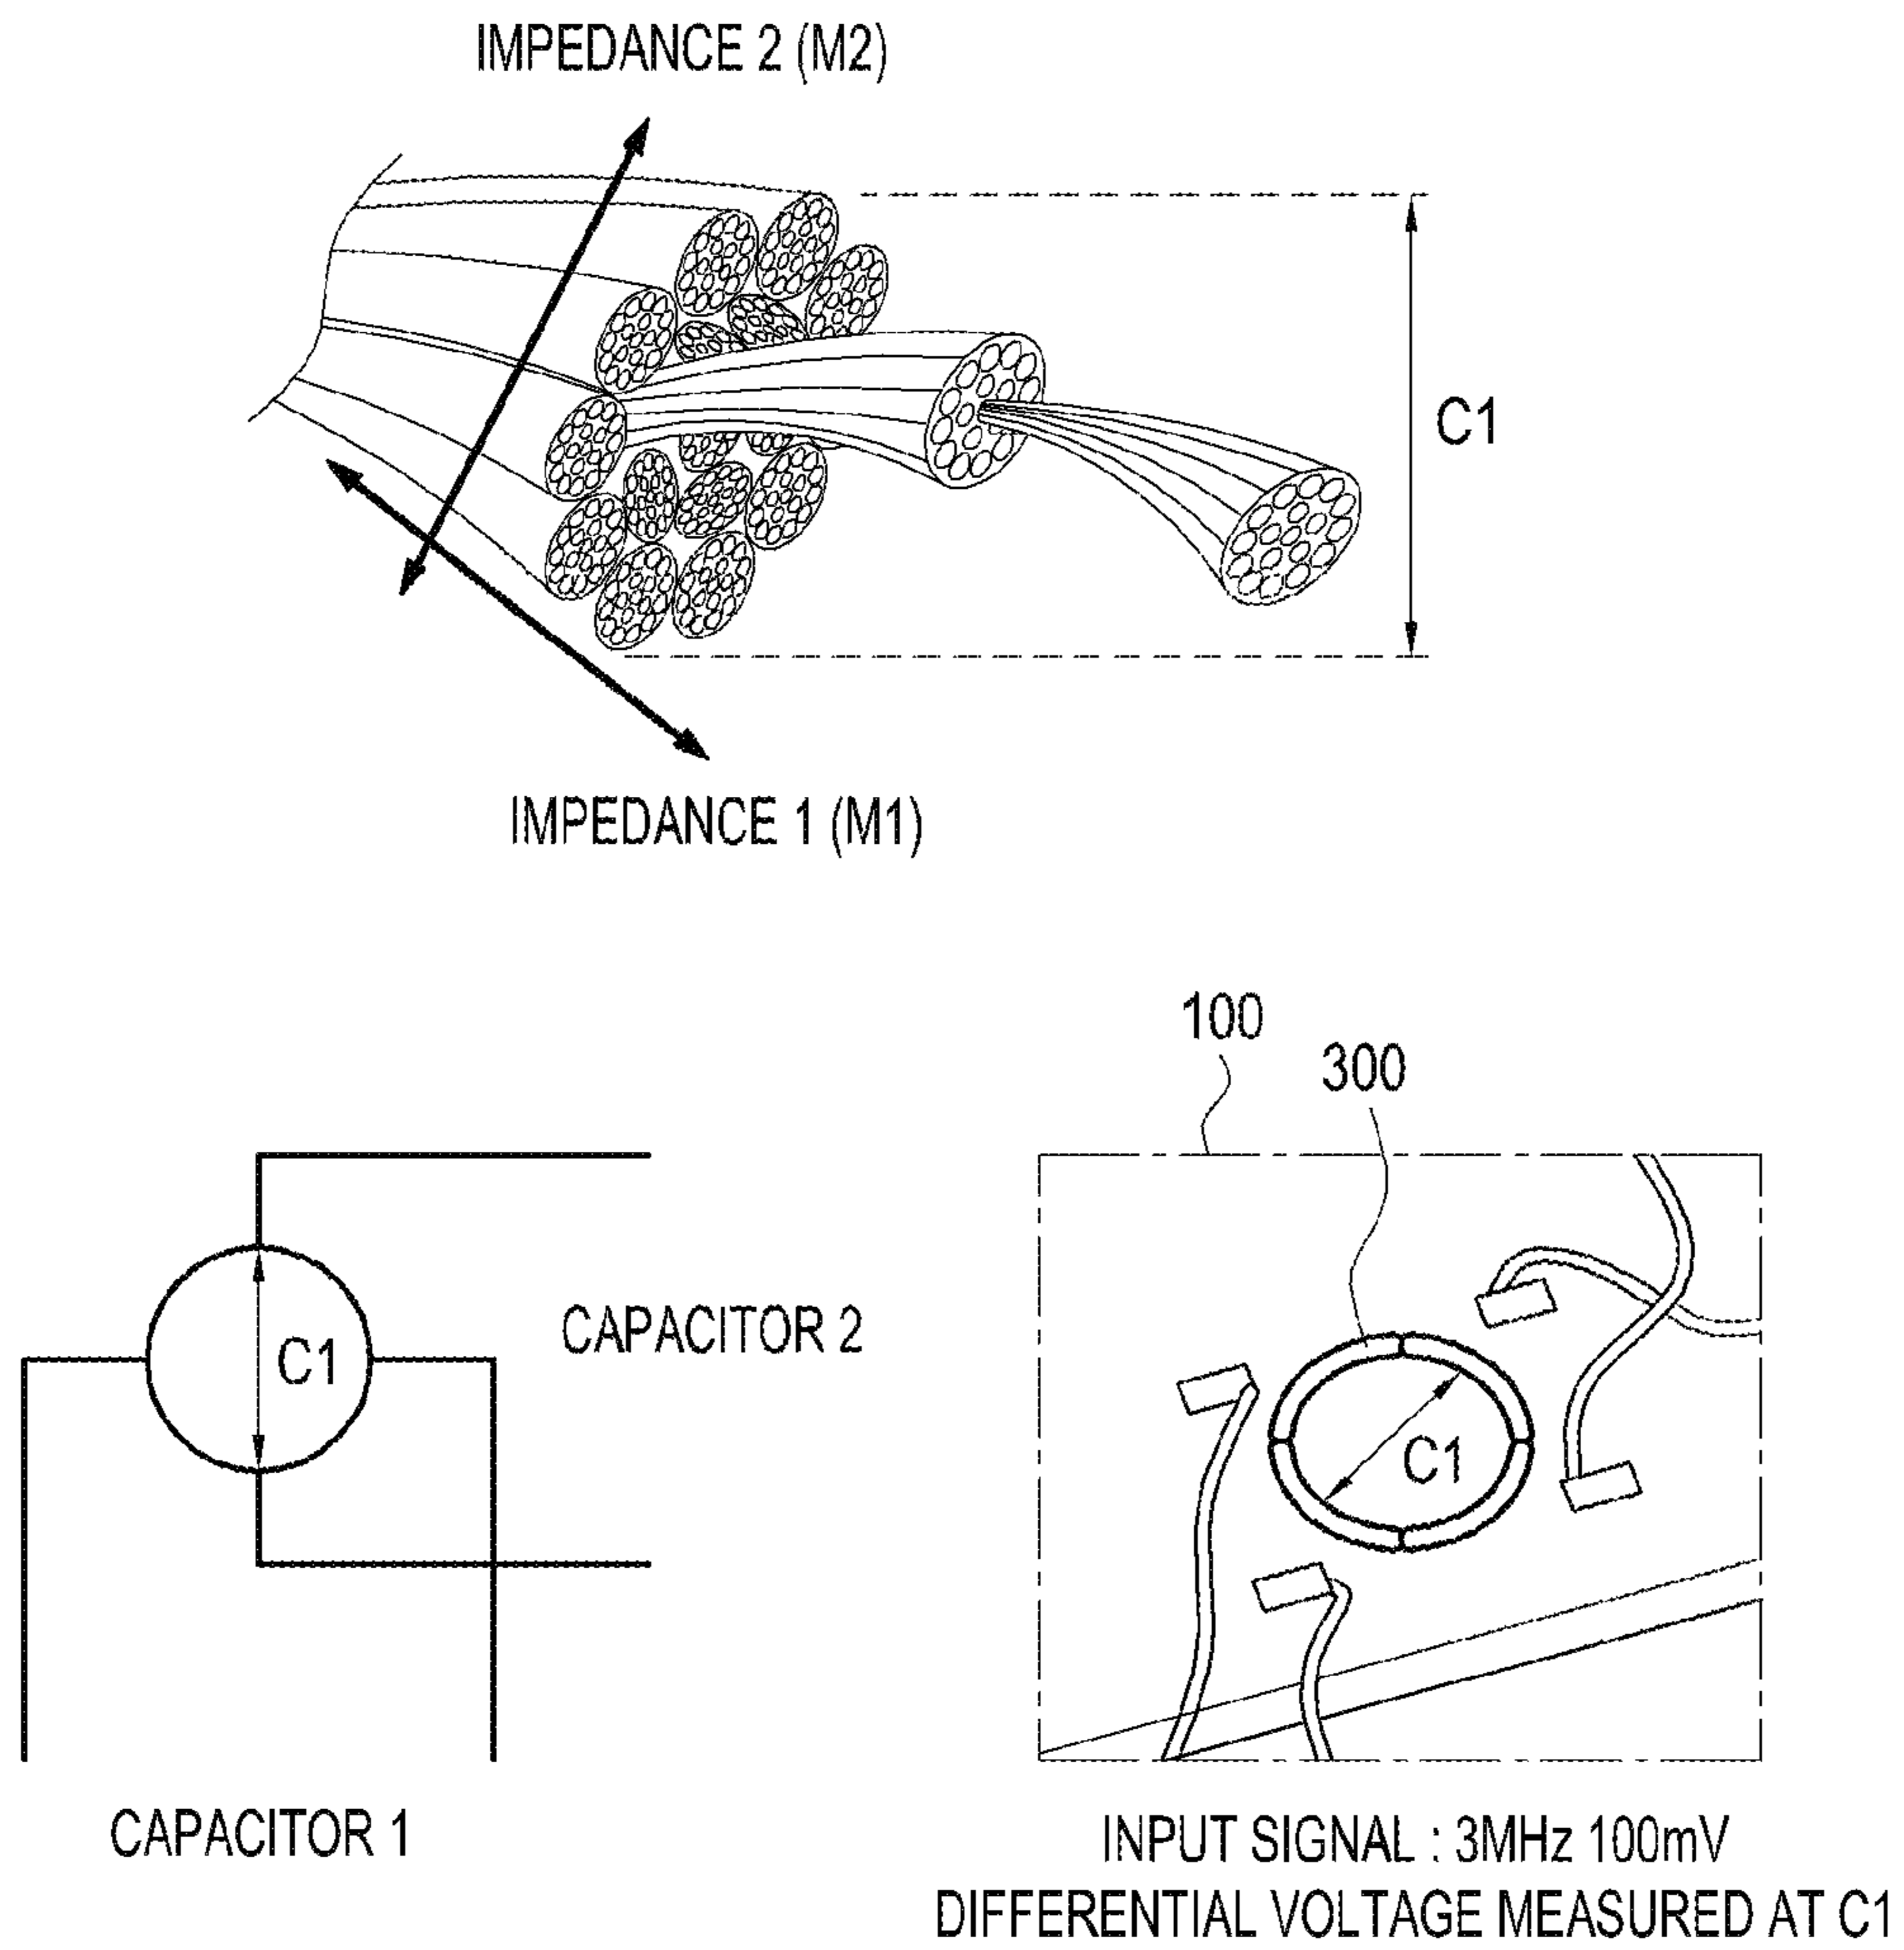 IMPEDANCE 2 (M2)
C1
IMPEDANCE 1 (M1)
100
300
C1
CAPACITOR 2
C1
CAPACITOR 1
INPUT SIGNAL : 3MHz 100mV
DIFFERENTIAL VOLTAGE MEASURED AT C1